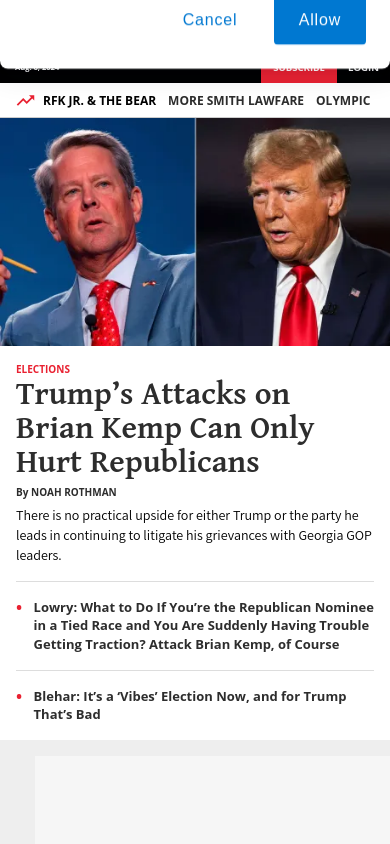 Cancel
Allow
SUBSCRIBE
LOGIN
RFK JR. & THE BEAR
MORE SMITH LAWFARE
OLYMPIC
ELECTIONS
Trump’s Attacks on
Brian Kemp Can Only
Hurt Republicans
By NOAH ROTHMAN
There is no practical upside for either Trump or the party he
leads in continuing to litigate his grievances with Georgia GOP
leaders.
Lowry: What to Do If You’re the Republican Nominee
in a Tied Race and You Are Suddenly Having Trouble
Getting Traction? Attack Brian Kemp, of Course
Blehar: It’s a ‘Vibes’ Election Now, and for Trump
That’s Bad